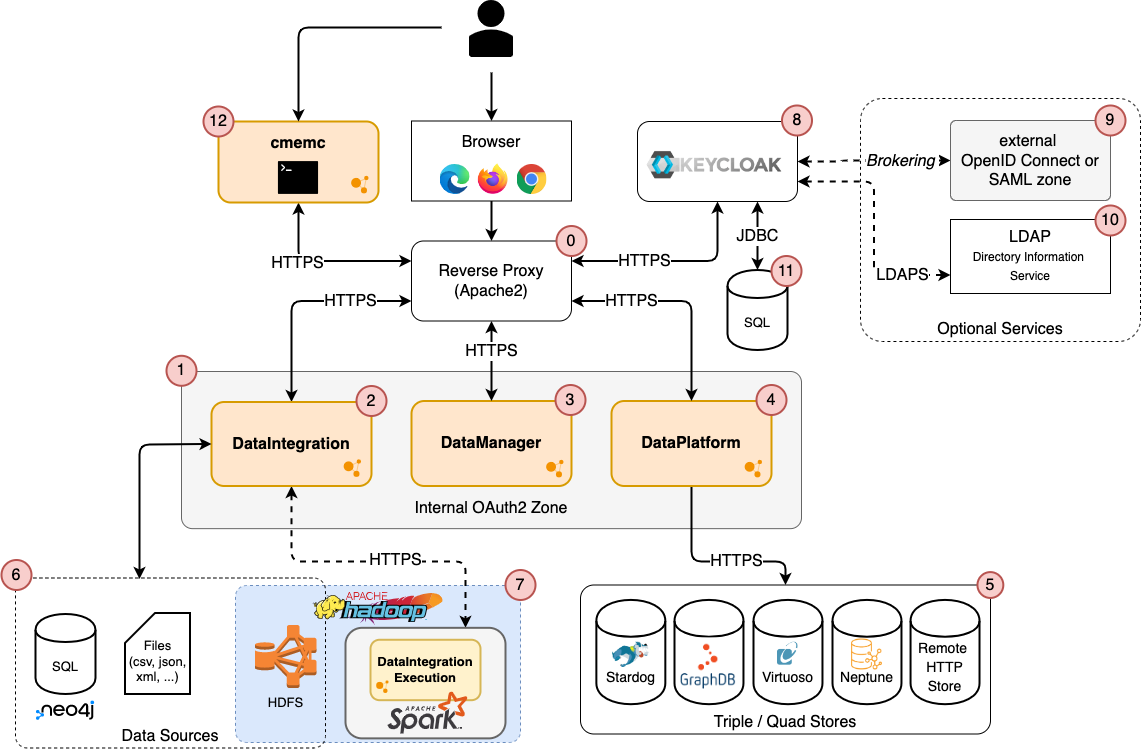 12
cmemc
>_
Browser
8
KEYCLOAK
Brokering
9
external
OpenID Connect or
SAML zone
10
LDAP
Directory Information
Service
LDAPS
Optional Services
JDBC
11
SQL
0
Reverse Proxy
(Apache2)
HTTPS
HTTPS
HTTPS
HTTPS
HTTPS
1
2
DataIntegration
3
DataManager
4
DataPlatform
Internal OAuth2 Zone
HTTPS
HTTPS
6
SQL
neo4j
Files
(csv, json,
xml, ...)
Data Sources
7
APACHE
hadoop
HDFS
DataIntegration
Execution
APACHE
Spark
5
Stardog
GraphDB
Virtuoso
Neptune
Remote
HTTP
Store
Triple / Quad Stores